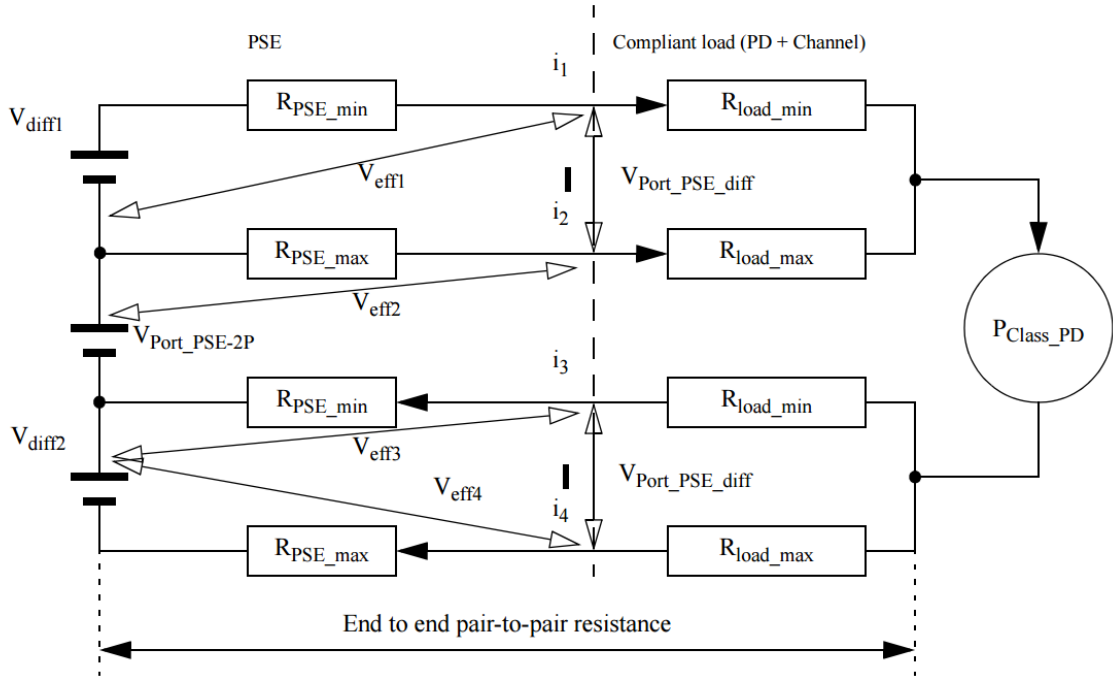 PSE
Compliant load (PD + Channel)
i1
Vdiff1
RPSE_min
Rload_min
Veff1
VPort_PSE_diff
i2
RPSE_max
Rload_max
Veff2
VPort_PSE-2P
PClass_PD
i3
RPSE_min
Rload_min
Vdiff2
Veff3
VPort_PSE_diff
Veff4
i4
RPSE_max
Rload_max
End to end pair-to-pair resistance